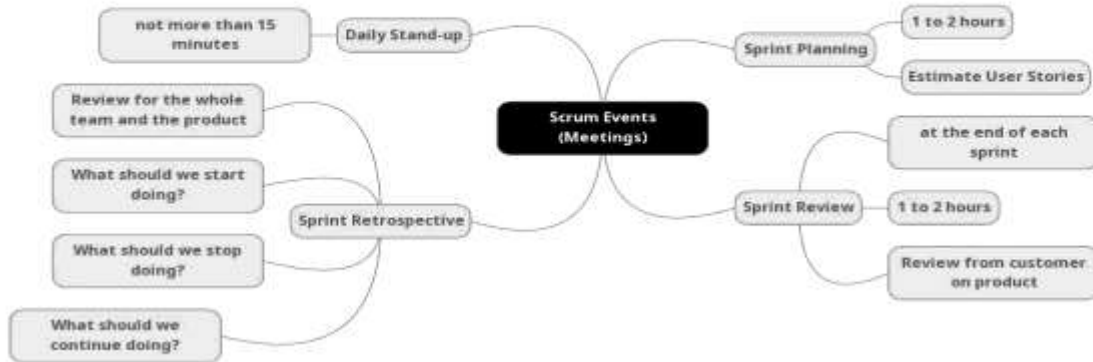 Scrum Events
(Meetings)
Daily Stand-up
not more than 15
minutes
Sprint Retrospective
Review for the whole
team and the product
What should we start
doing?
What should we stop
doing?
What should we
continue doing?
Sprint Planning
1 to 2 hours
Estimate User Stories
Sprint Review
at the end of each
sprint
1 to 2 hours
Review from customer
on product